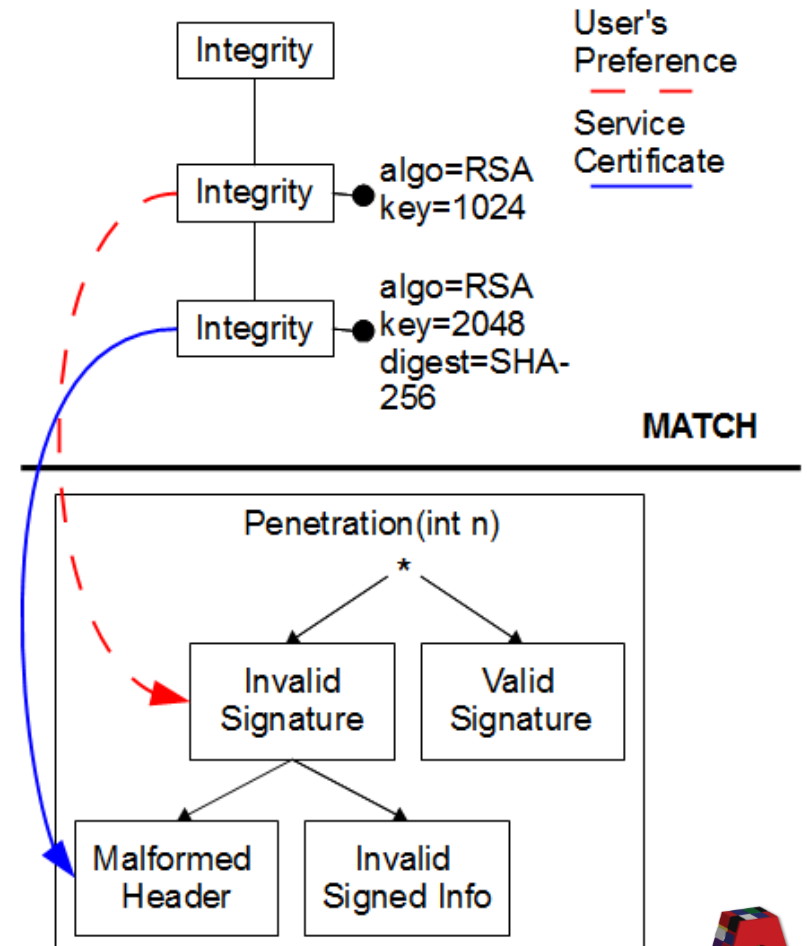 Integrity
User's
Preference
Service
Certificate
Integrity
algo=RSA
key=1024
Integrity
algo=RSA
key=2048
digest=SHA-
256
MATCH
Penetration(int n)
*
Invalid
Signature
Valid
Signature
Malformed
Header
Invalid
Signed Info